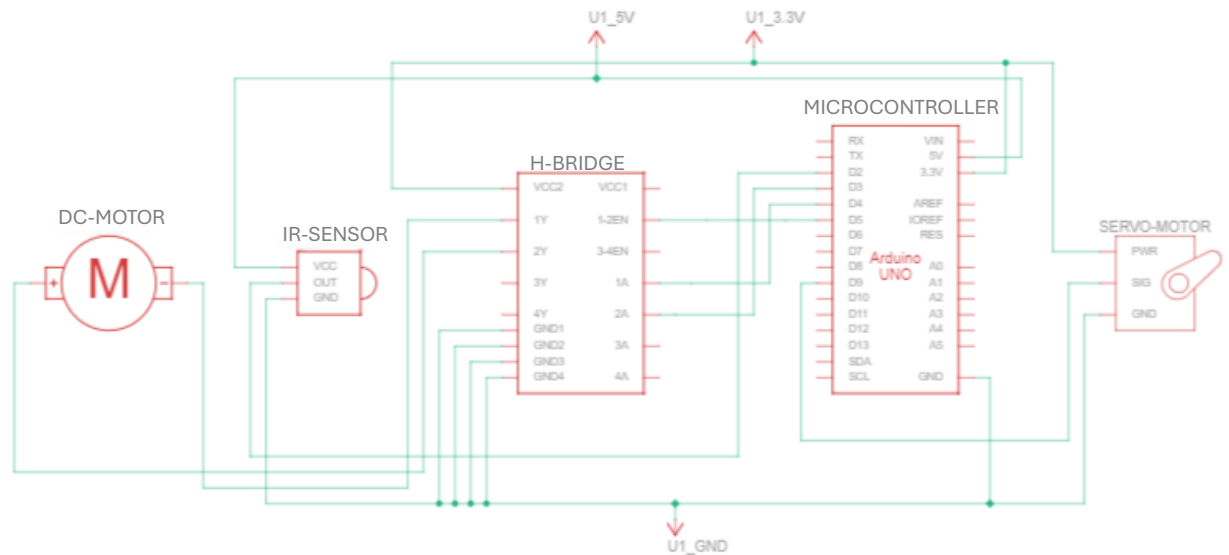 U1_5V
U1_3.3V
MICROCONTROLLER
H-BRIDGE
DC-MOTOR
M
+
-
IR-SENSOR
VCC
OUT
GND
VCC2
1Y
2Y
3Y
4Y
GND1
GND2
GND3
GND4
VCC1
1-2EN
3-4EN
1A
2A
3A
4A
RX
TX
D2
D3
D4
D5
D6
D7
D8
D9
D10
D11
D12
D13
SDA
SCL
Arduino
UNO
VIN
5V
3.3V
AREF
IOREF
RES
A0
A1
A2
A3
A4
A5
GND
SERVO-MOTOR
PWR
SIG
GND
U1_GND